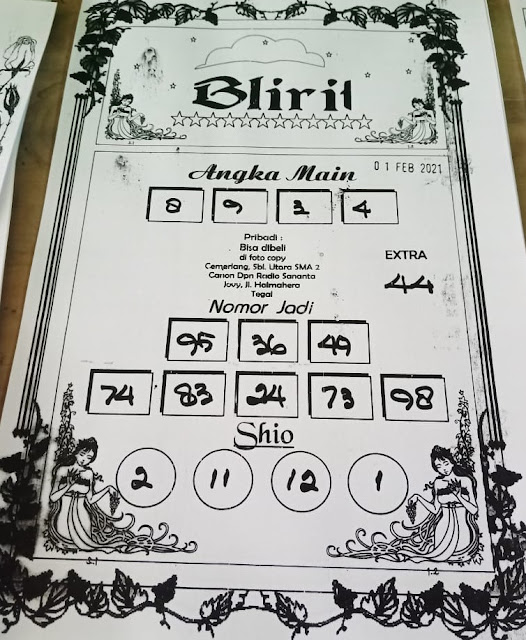 Blirit
Angka Main
01 FEB 2021
8 9 3 4
Pribadi :
Bisa dibeli
di foto copy
Cemerlang, Sbl. Utara SMA 2
Carlon Dpn Radio Sananta
Jovy, Jl. Halmahera
Tegal
EXTRA
44
Nomor Jadi
95 36 49
74 83 24 73 98
Shio
2 11 12 1